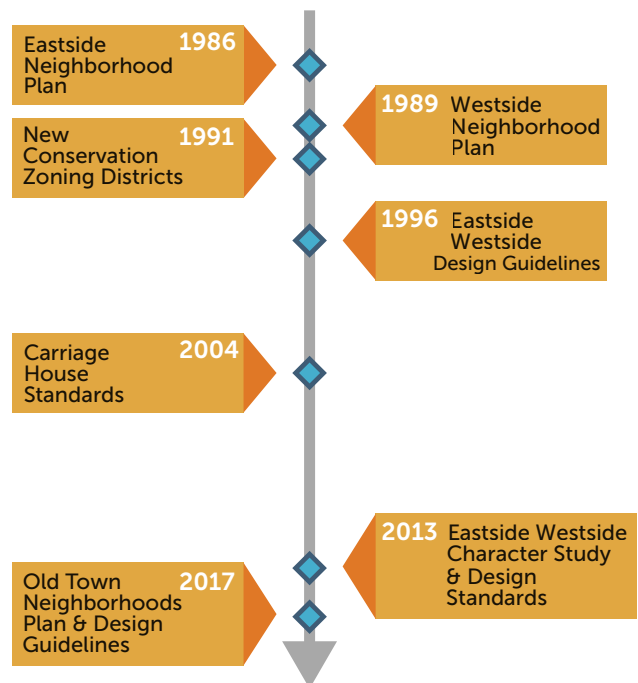 Eastside 1986
Neighborhood
Plan
1989 Westside
Neighborhood
Plan
New
Conservation 1991
Zoning Districts
1996 Eastside
Westside
Design Guidelines
Carriage 2004
House
Standards
2013 Eastside Westside
Character Study
& Design
Standards
Old Town 2017
Neighborhoods
Plan & Design
Guidelines